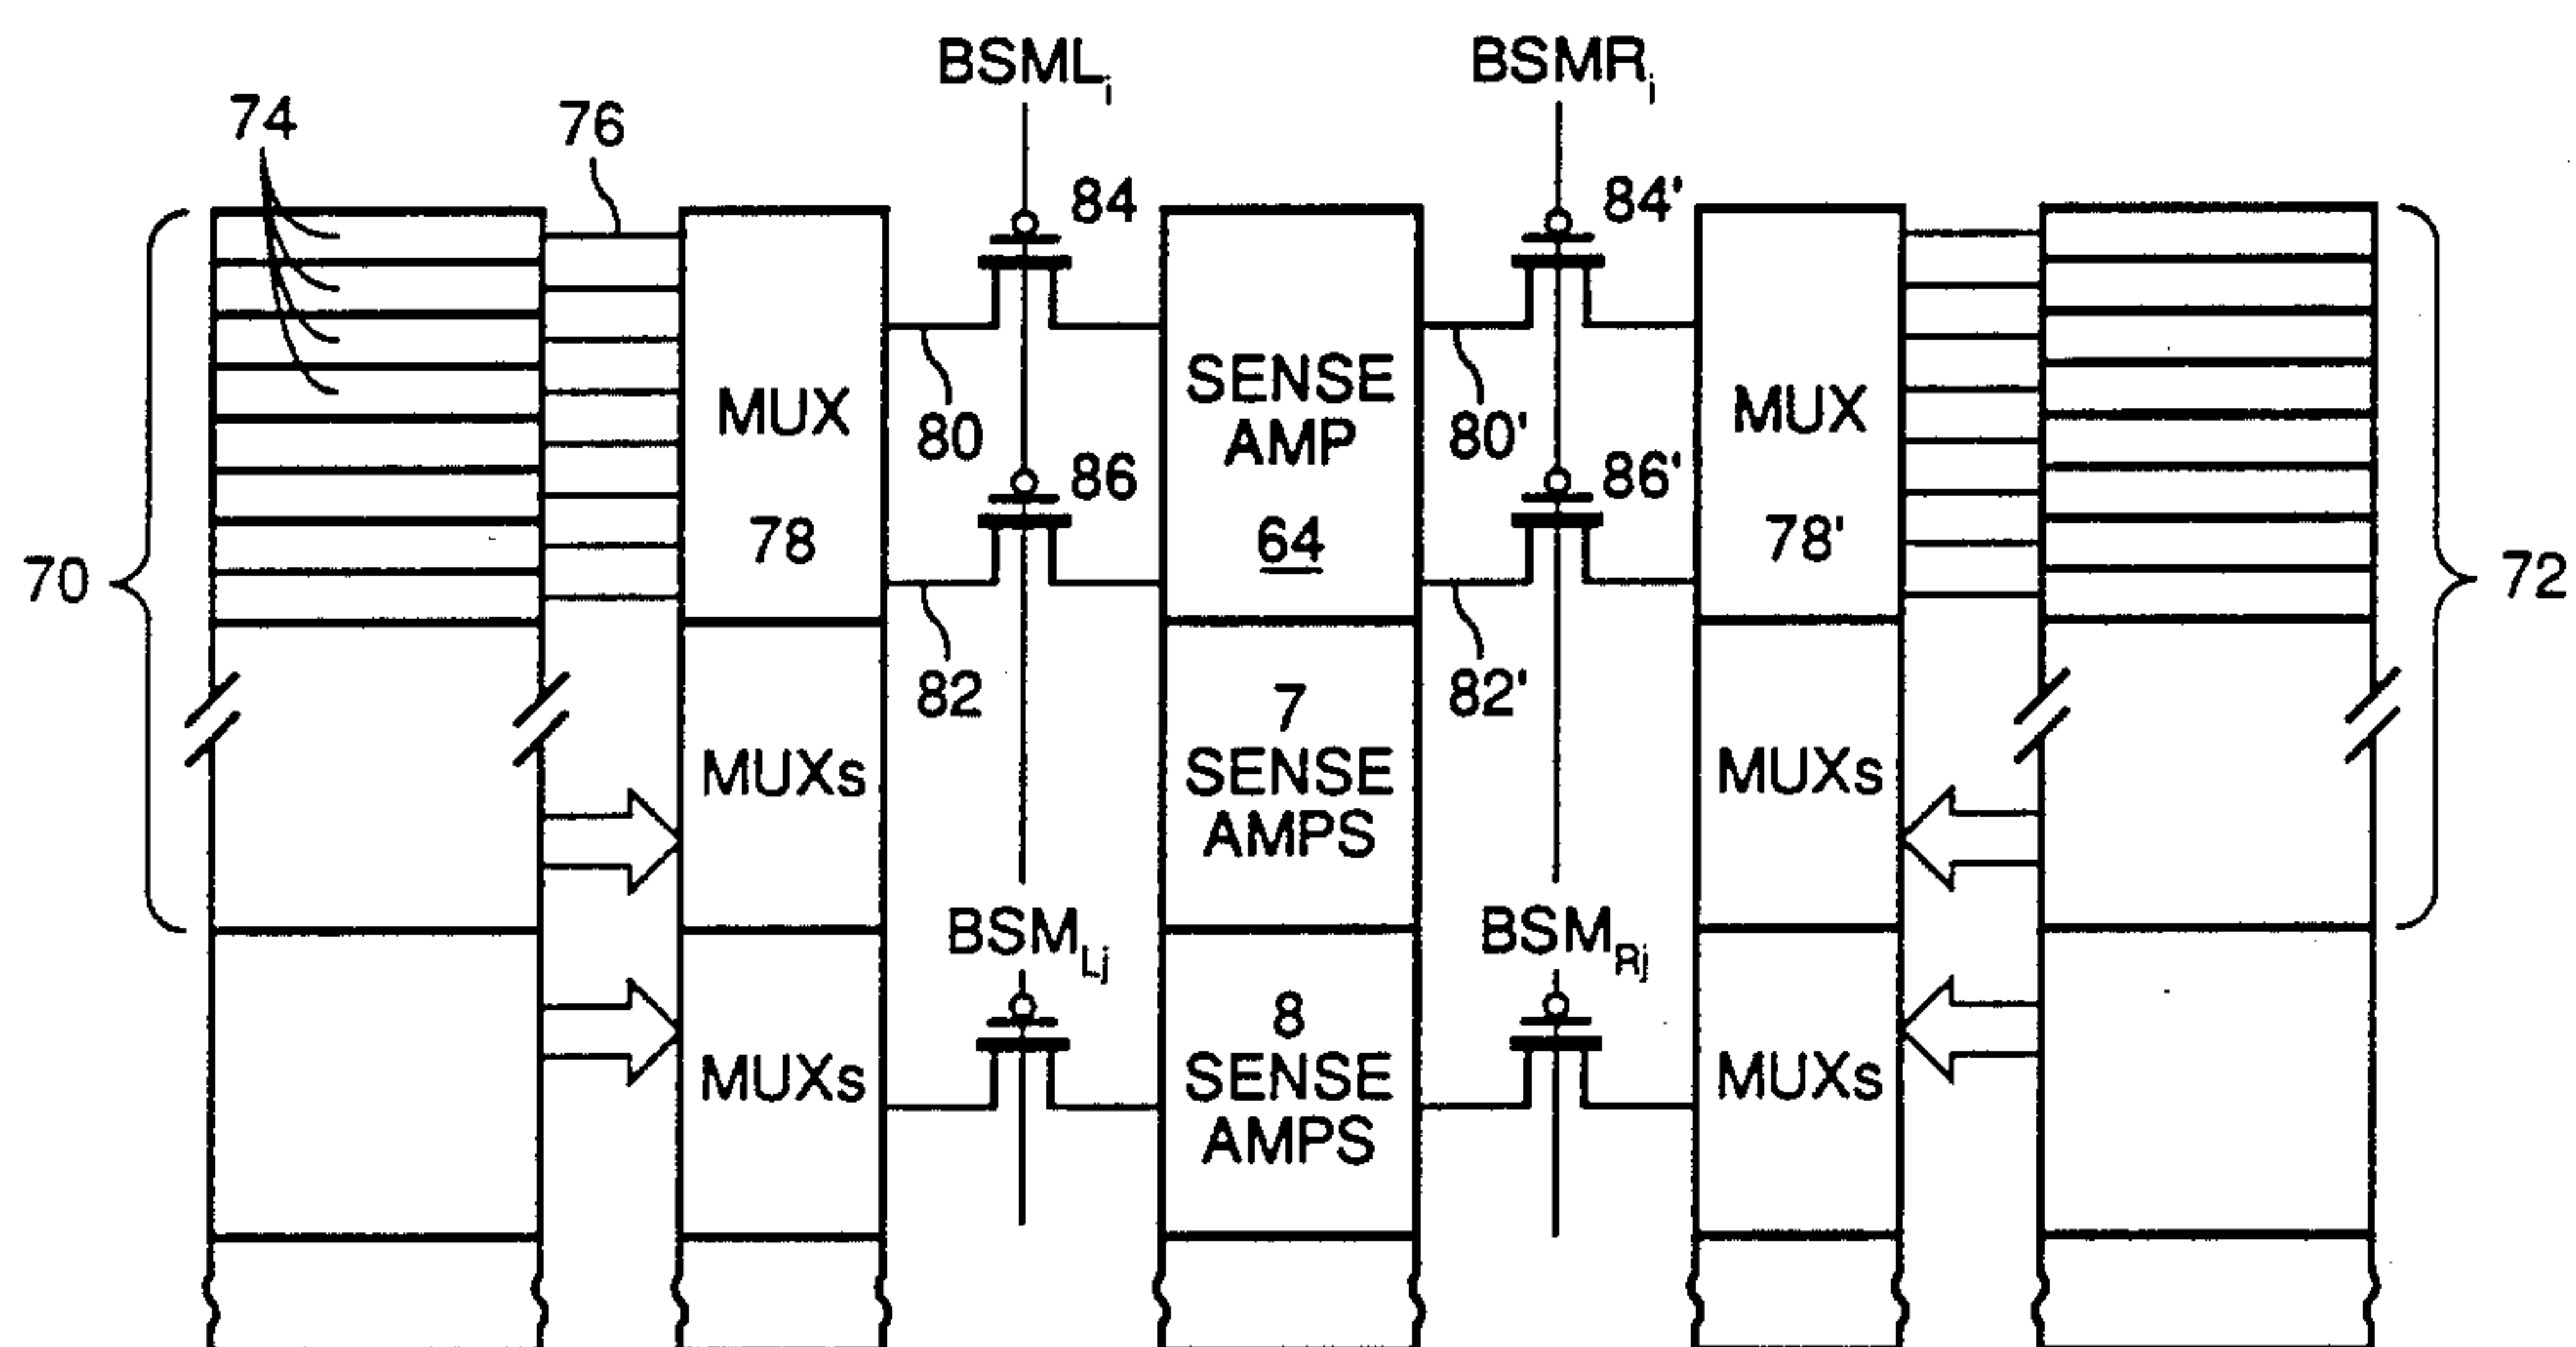 BSMLi
BSMRi
74
76
84
84'
80
80'
MUX
78
SENSE
AMP
64
MUX
78'
86
86'
70
72
82
82'
MUXs
7
SENSE
AMPS
MUXs
BSMLj
BSMRj
MUXs
8
SENSE
AMPS
MUXs